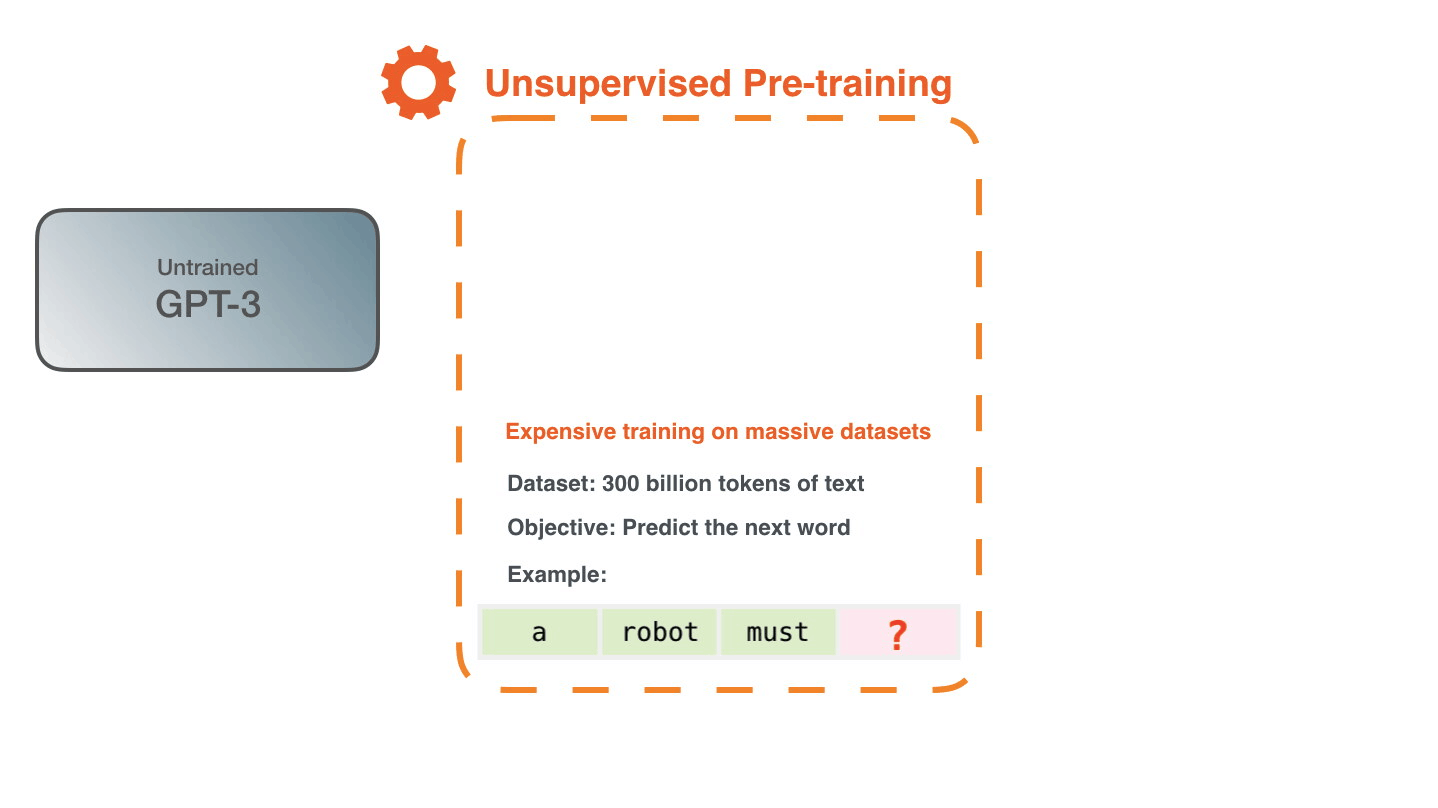 Unsupervised Pre-training
Untrained
GPT-3
Expensive training on massive datasets
Dataset: 300 billion tokens of text
Objective: Predict the next word
Example:
a robot must ?